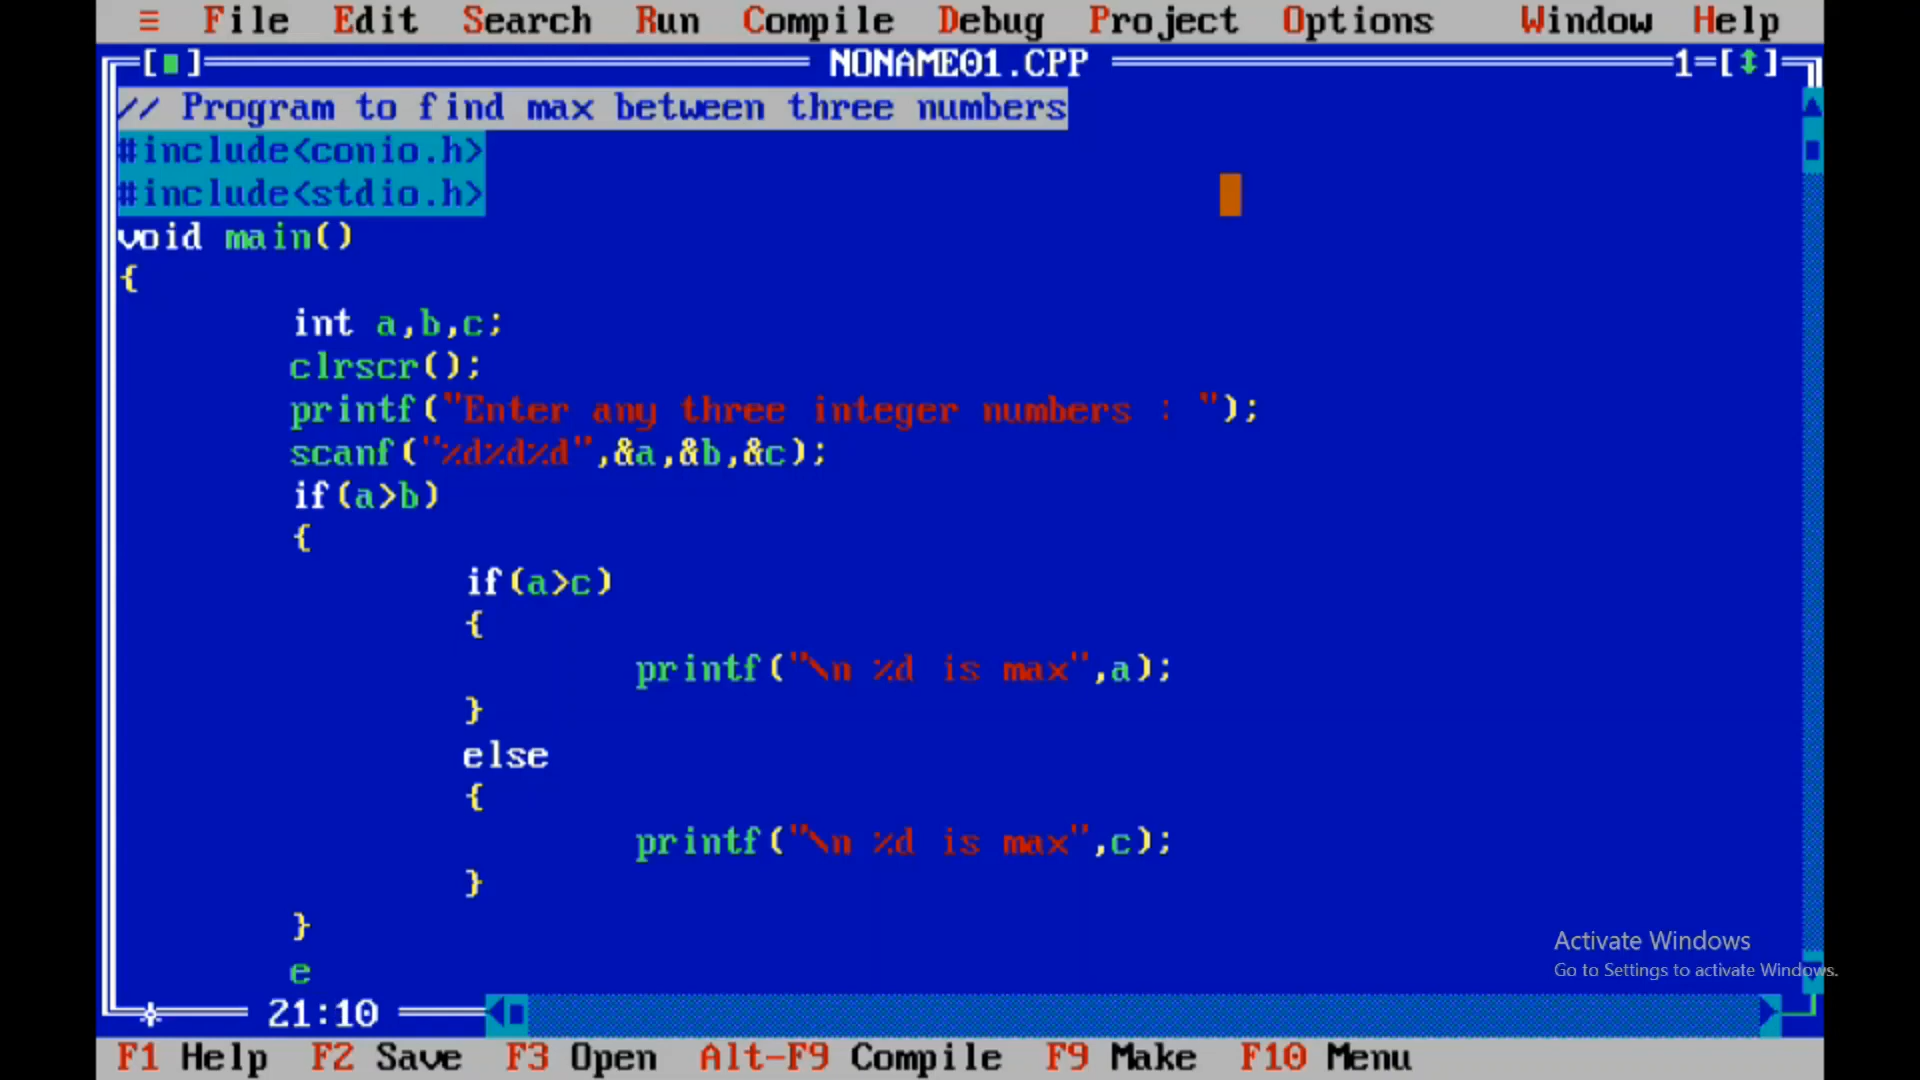 ≡ File Edit Search Run Compile Debug Project Options Window Help
[■] NONAME01.CPP 1=[↕]
// Program to find max between three numbers
#include<conio.h>
#include<stdio.h>
void main()
{
int a,b,c;
clrscr();
printf("Enter any three integer numbers : ");
scanf("%d%d%d",&a,&b,&c);
if(a>b)
{
if(a>c)
{
printf("\n %d is max",a);
}
else
{
printf("\n %d is max",c);
}
}
e
Activate Windows
Go to Settings to activate Windows.
21:10
F1 Help F2 Save F3 Open Alt-F9 Compile F9 Make F10 Menu